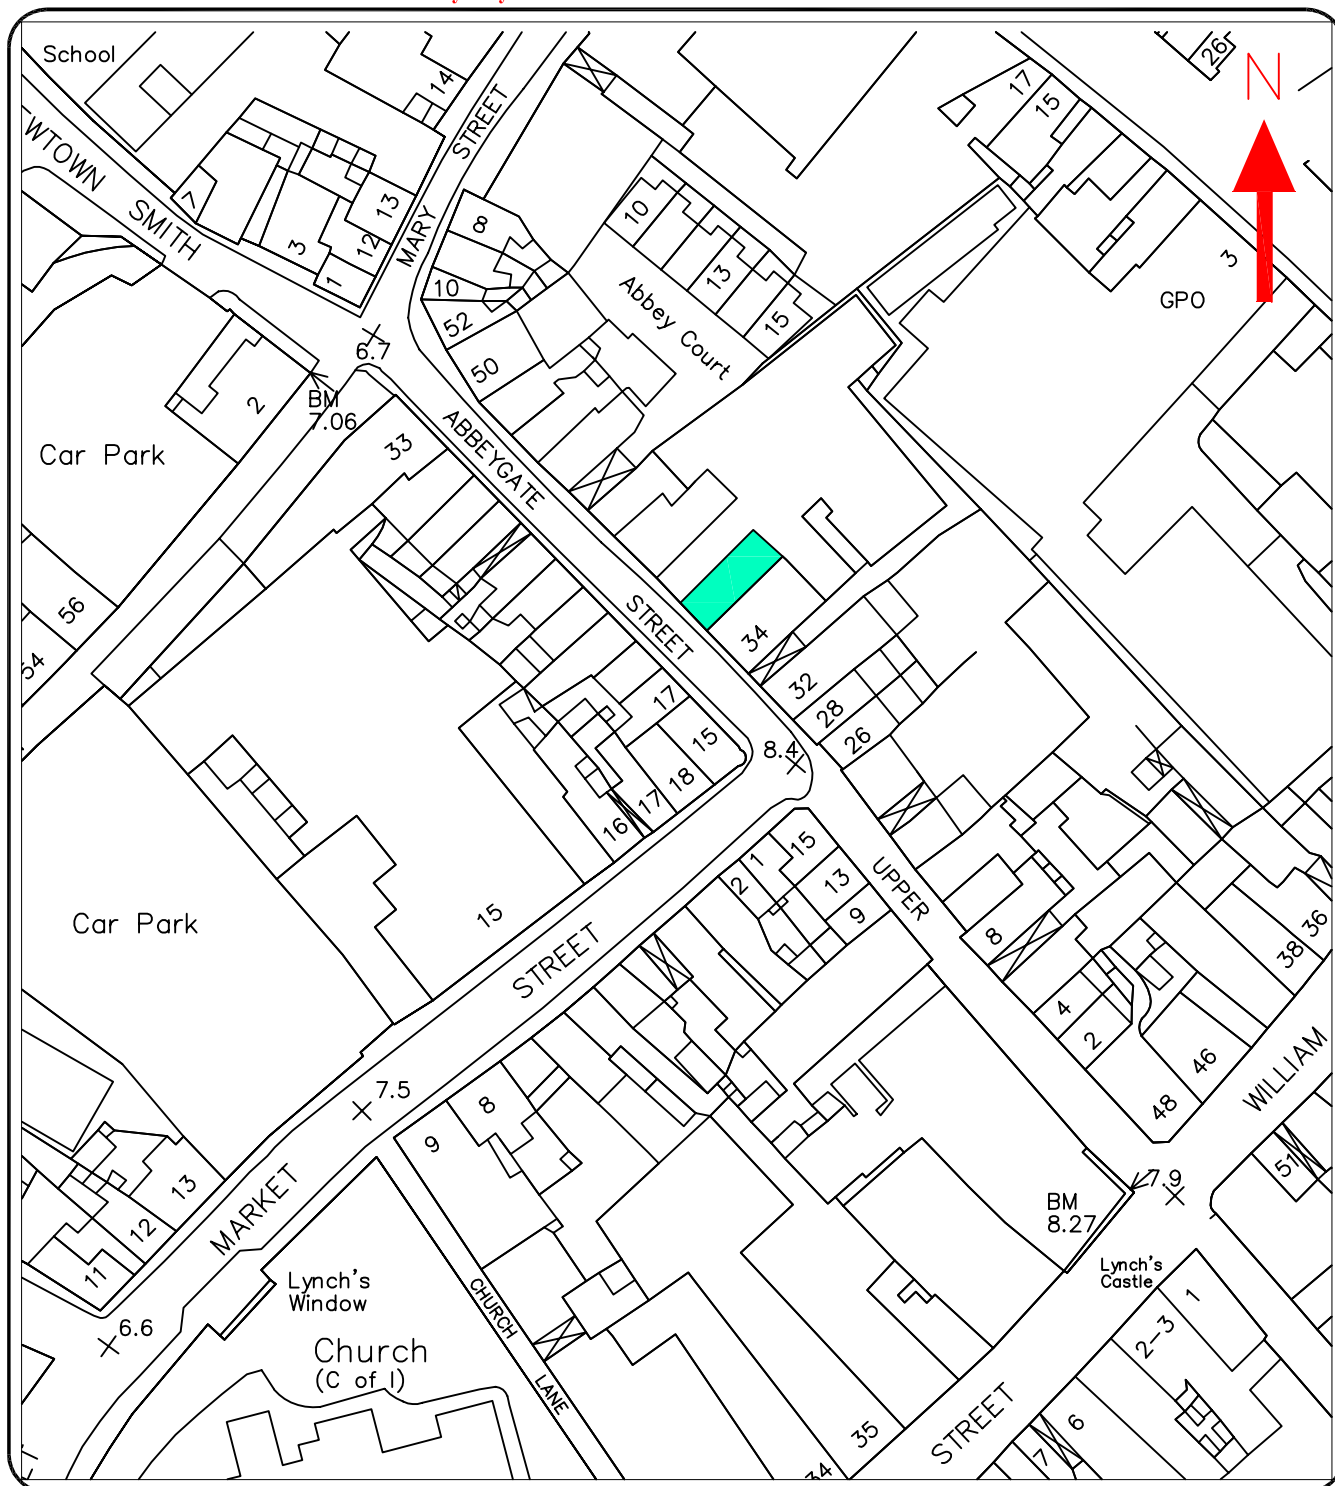 School
14
STREET
17
15
26
N
WTOWN
SMITH
7
3
1
12
13
MARY
8
10
10
13
15
Abbey Court
3
GPO
52
50
6.7
BM
7.06
2
33
ABBEYGATE
STREET
Car Park
56
54
34
32
28
26
17
15
8.4
18
17
16
15
Car Park
STREET
2
1
15
13
9
UPPER
8
4
2
36
38
46
48
WILLIAM
51
7.5
8
9
MARKET
13
12
11
6.6
7.9
BM
8.27
Lynch's
Castle
Lynch's
Window
Church
(C of I)
CHURCH
LANE
1
2-3
6
7
STREET
35
34